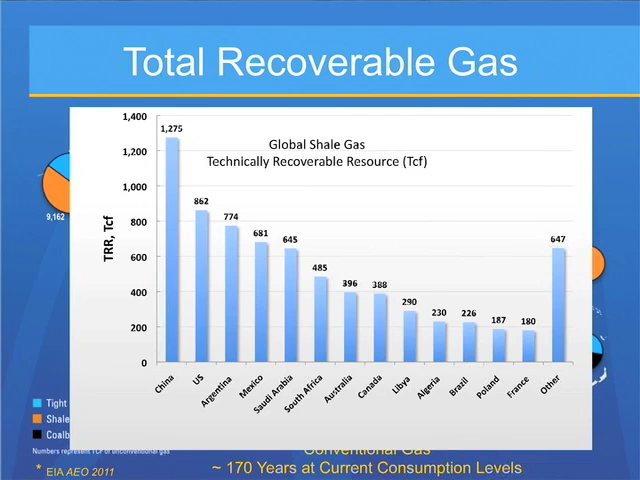 Total Recoverable Gas
1,400
1,200
1,000
800
600
400
200
0
TRR, Tcf
Global Shale Gas
Technically Recoverable Resource (Tcf)
1,275
862
774
681
645
485
396
388
290
230
226
187
180
647
China
US
Argentina
Mexico
Saudi Arabia
South Africa
Australia
Canada
Libya
Algeria
Brazil
Poland
France
Other
9,162
Tight
Shale
Coalb
Numbers represent TCF of unconventional gas
Conventional Gas
* EIA AEO 2011
~ 170 Years at Current Consumption Levels